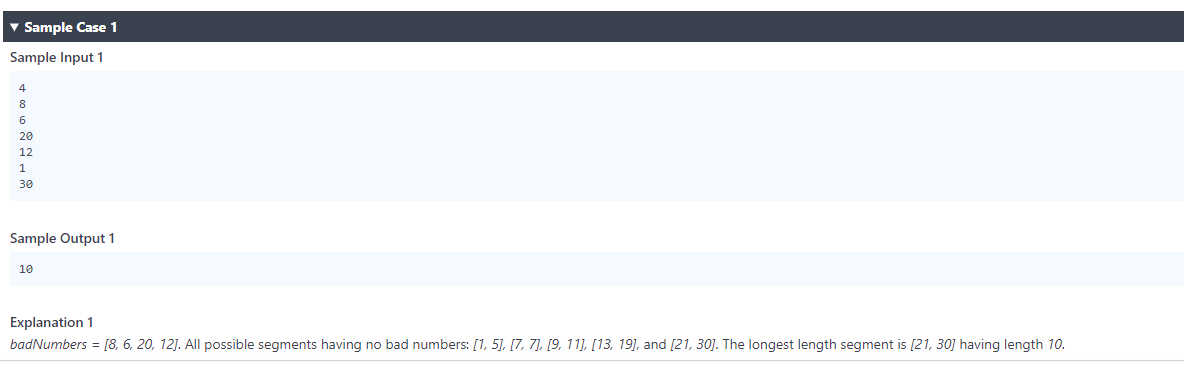 ▼ Sample Case 1
Sample Input 1
4
8
6
20
12
1
30
Sample Output 1
10
Explanation 1
badNumbers = [8, 6, 20, 12]. All possible segments having no bad numbers: [1, 5], [7, 7], [9, 11], [13, 19], and [21, 30]. The longest length segment is [21, 30] having length 10.